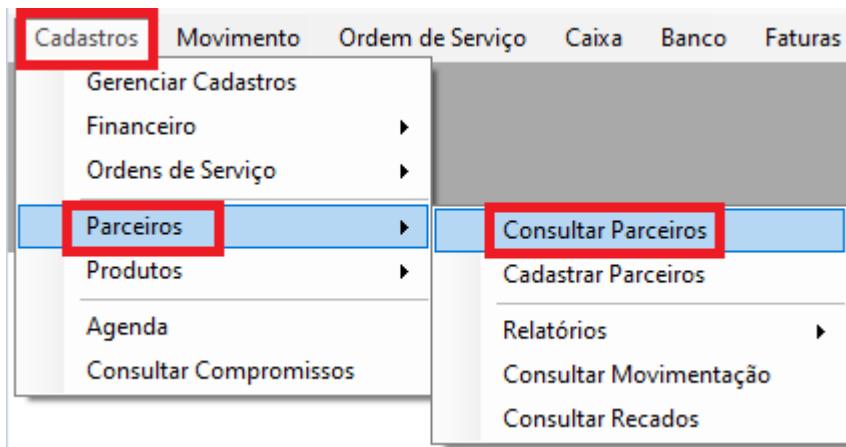 Cadastros Movimento Ordem de Serviço Caixa Banco Faturas
Gerenciar Cadastros
Financeiro
Ordens de Serviço
Parceiros
Produtos
Agenda
Consultar Compromissos
Consultar Parceiros
Cadastrar Parceiros
Relatórios
Consultar Movimentação
Consultar Recados